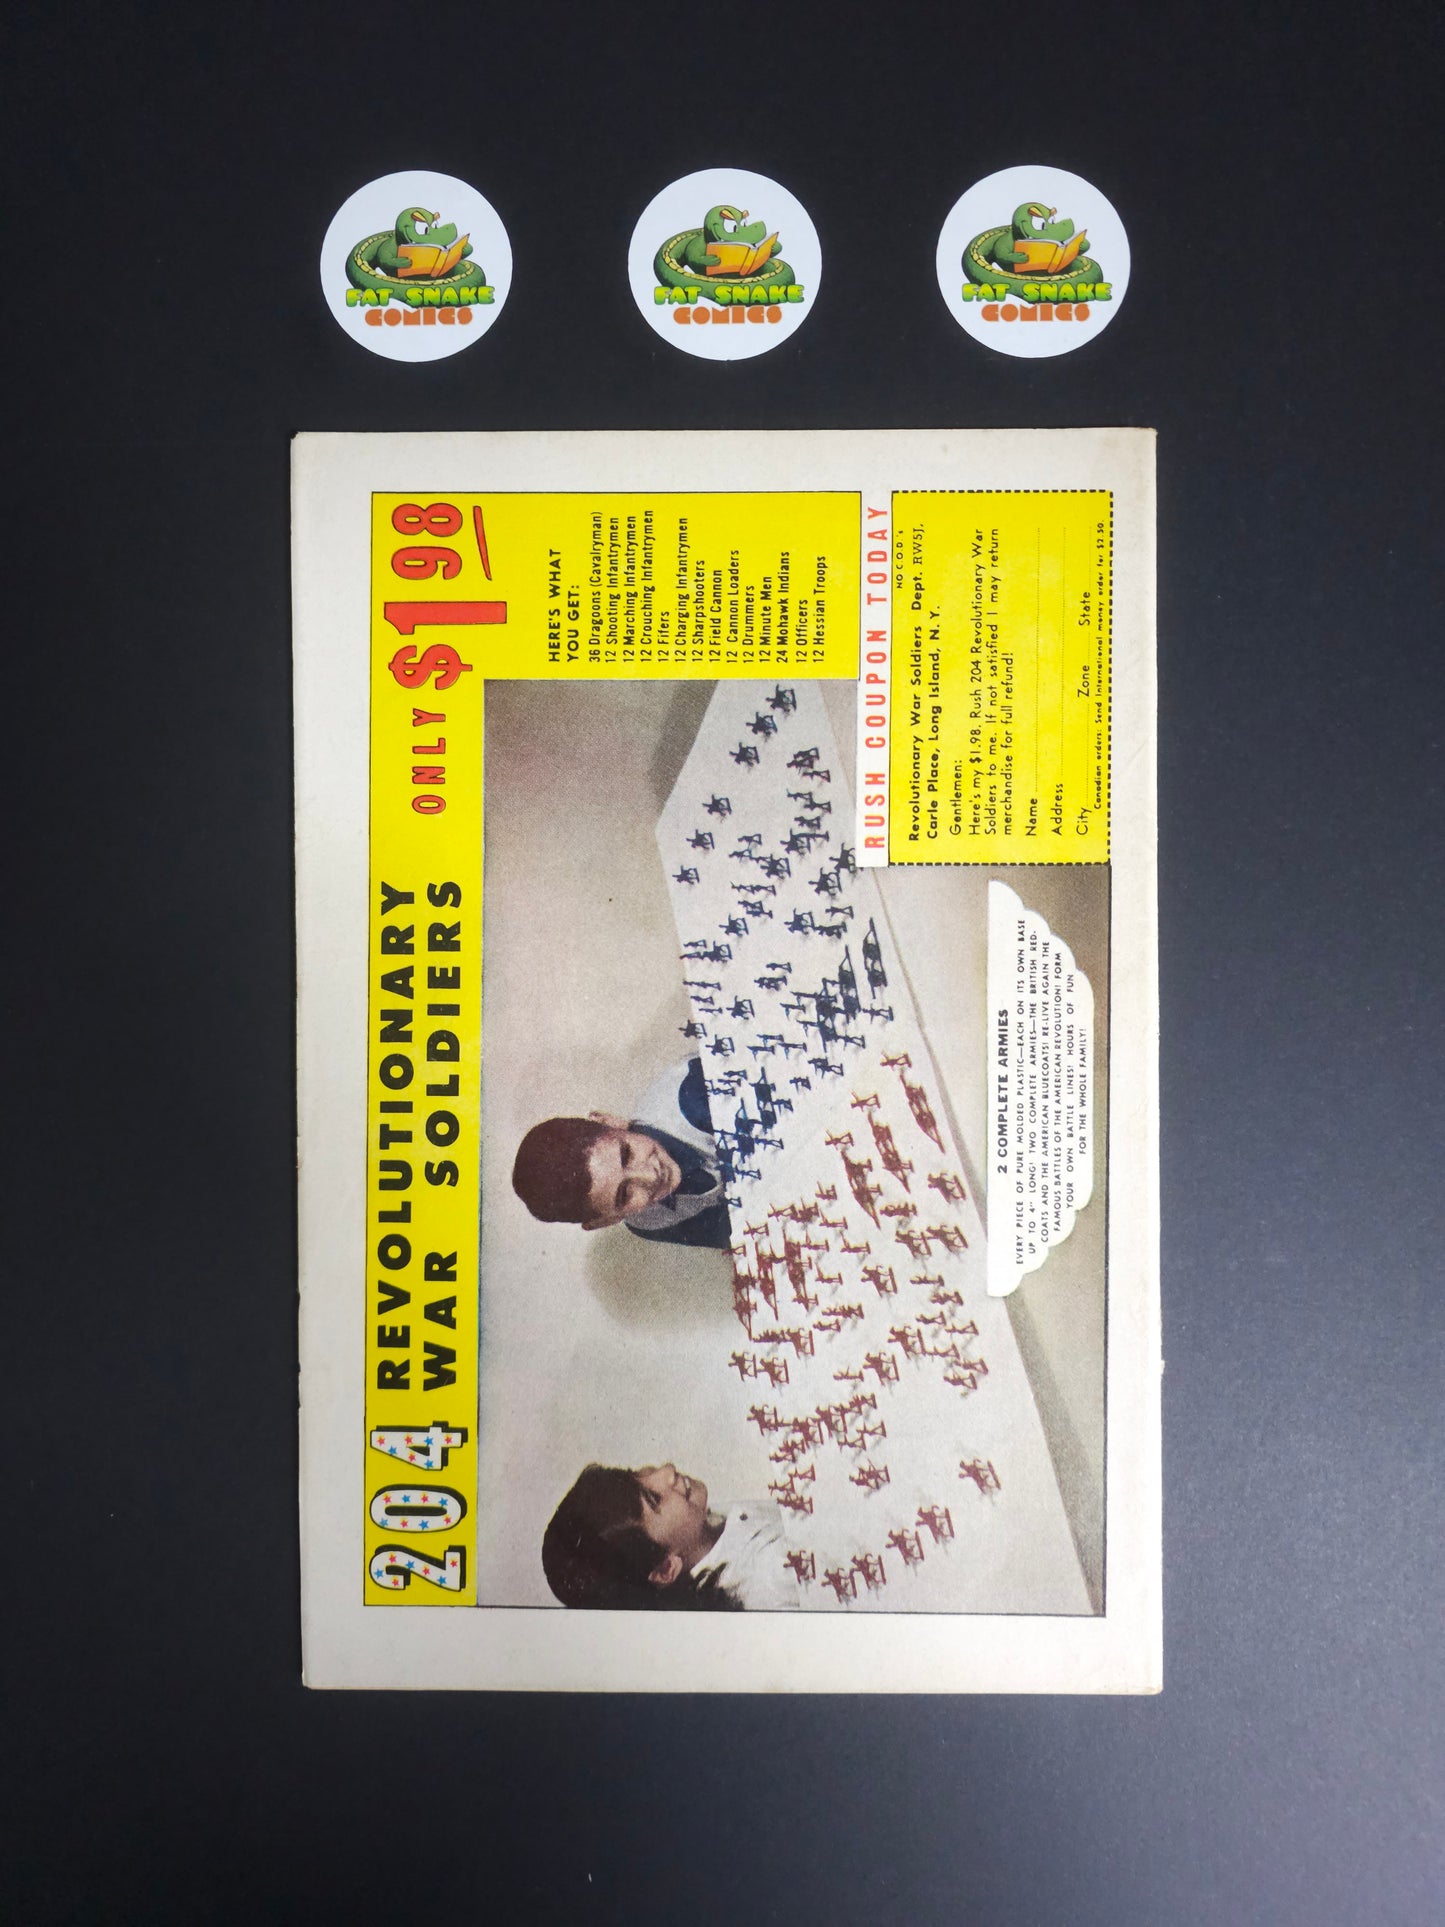 FAT SNAKE
COMICS
FAT SNAKE
COMICS
FAT SNAKE
COMICS
204 REVOLUTIONARY
WAR SOLDIERS ONLY $1 98
HERE'S WHAT
YOU GET:
36 Dragoons (Cavalryman)
12 Shooting Infantrymen
12 Marching Infantrymen
12 Crouching Infantrymen
12 Fifers
12 Charging Infantrymen
12 Sharpshooters
12 Field Cannon
12 Cannon Loaders
12 Drummers
12 Minute Men
24 Mohawk Indians
12 Officers
12 Hessian Troops
RUSH COUPON TODAY
NO C.O.D.'s
Revolutionary War Soldiers Dept. RW5J,
Carle Place, Long Island, N. Y.
Gentlemen:
Here's my $1.98. Rush 204 Revolutionary War
Soldiers to me. If not satisfied I may return
merchandise for full refund!
Name
Address
City Zone State
Canadian orders: Send International money order for $2.50.
2 COMPLETE ARMIES
EVERY PIECE OF PURE MOLDED PLASTIC—EACH ON ITS OWN BASE
UP TO 4" LONG! TWO COMPLETE ARMIES—THE BRITISH RED-
COATS AND THE AMERICAN BLUECOATS! RE-LIVE AGAIN THE
FAMOUS BATTLES OF THE AMERICAN REVOLUTION! FORM
YOUR OWN BATTLE LINES! HOURS OF FUN
FOR THE WHOLE FAMILY!